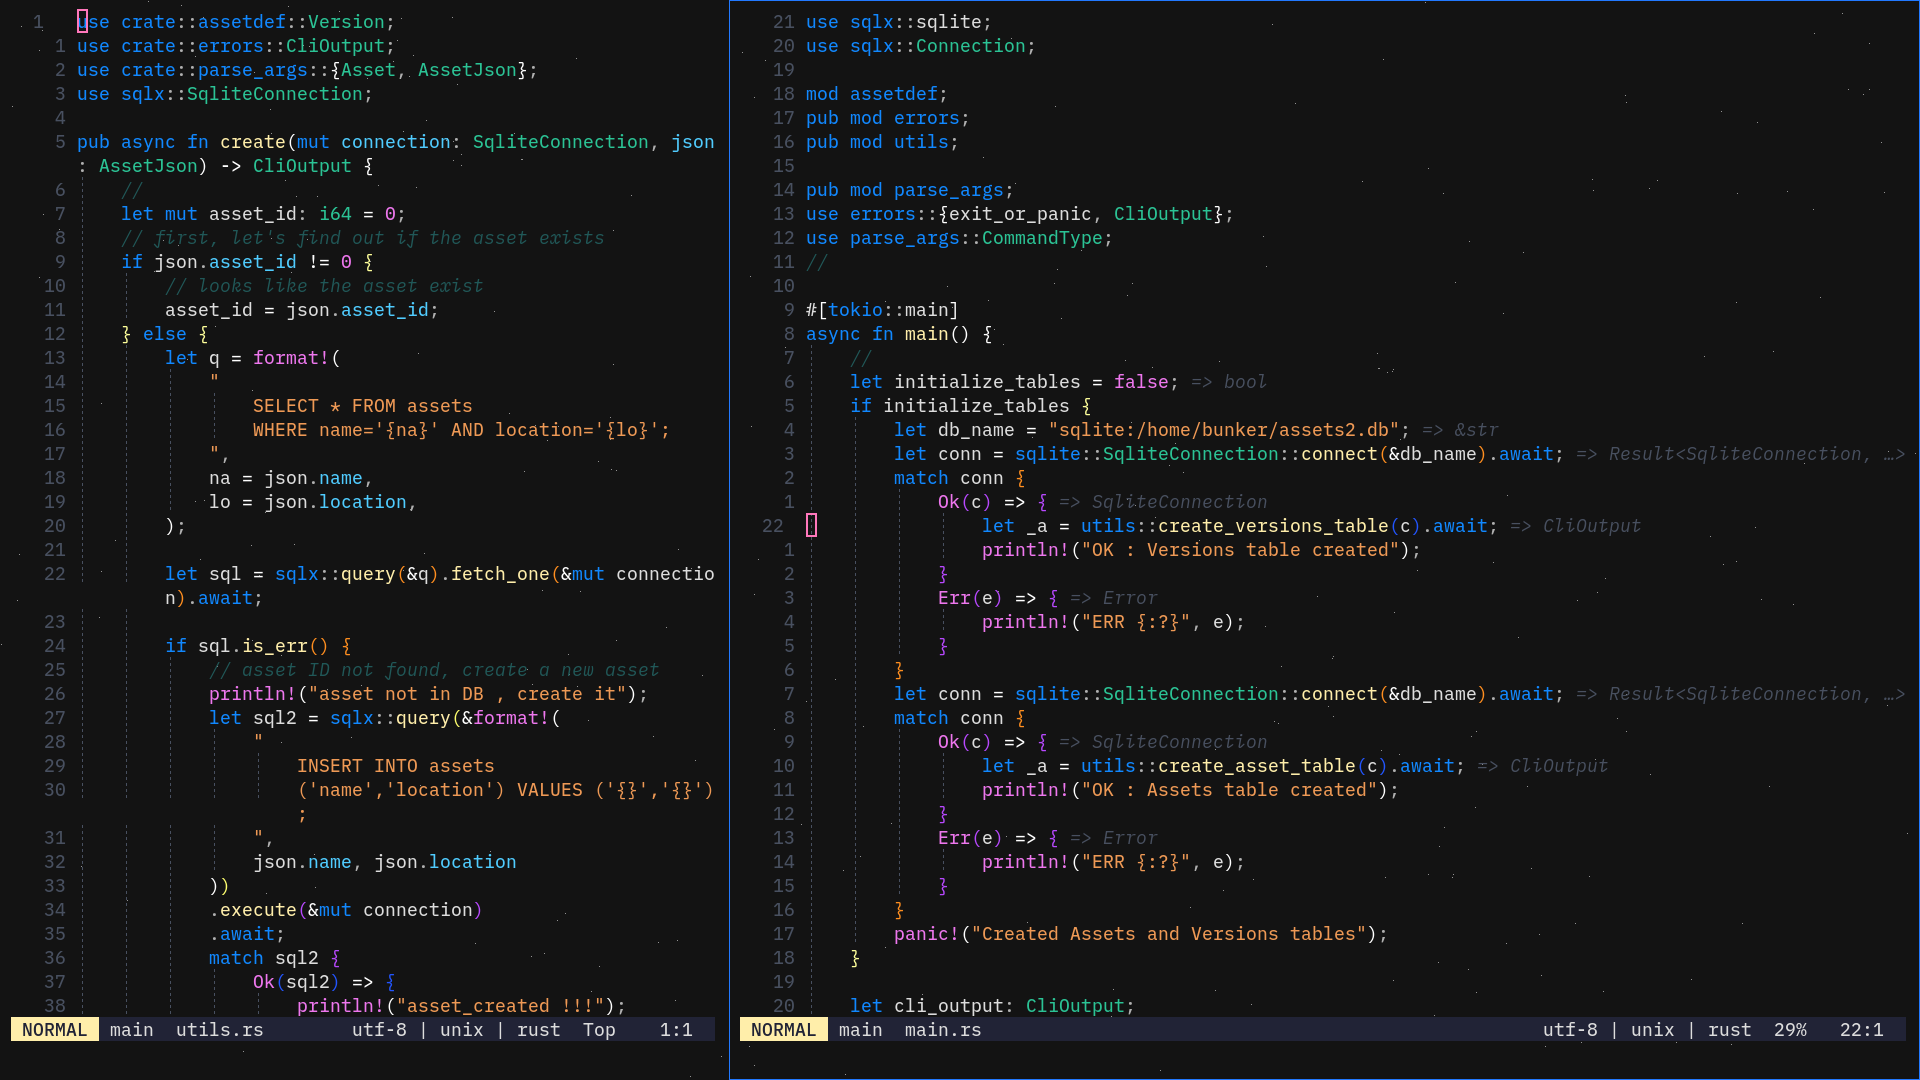 1 use crate::assetdef::Version;
1 use crate::errors::CliOutput;
2 use crate::parse_args::{Asset, AssetJson};
3 use sqlx::SqliteConnection;
4
5 pub async fn create(mut connection: SqliteConnection, json
: AssetJson) -> CliOutput {
6 //
7 let mut asset_id: i64 = 0;
8 // first, let's find out if the asset exists
9 if json.asset_id != 0 {
10 // looks like the asset exist
11 asset_id = json.asset_id;
12 } else {
13 let q = format!(
14 "
15 SELECT * FROM assets
16 WHERE name='{na}' AND location='{lo}';
17 ",
18 na = json.name,
19 lo = json.location,
20 );
21
22 let sql = sqlx::query(&q).fetch_one(&mut connectio
n).await;
23
24 if sql.is_err() {
25 // asset ID not found, create a new asset
26 println!("asset not in DB , create it");
27 let sql2 = sqlx::query(&format!(
28 "
29 INSERT INTO assets
30 ('name','location') VALUES ('{}','{}')
;
31 ",
32 json.name, json.location
33 ))
34 .execute(&mut connection)
35 .await;
36 match sql2 {
37 Ok(sql2) => {
38 println!("asset_created !!!");
NORMAL main utils.rs utf-8 | unix | rust Top 1:1
21 use sqlx::sqlite;
20 use sqlx::Connection;
19
18 mod assetdef;
17 pub mod errors;
16 pub mod utils;
15
14 pub mod parse_args;
13 use errors::{exit_or_panic, CliOutput};
12 use parse_args::CommandType;
11 //
10
9 #[tokio::main]
8 async fn main() {
7 //
6 let initialize_tables = false; => bool
5 if initialize_tables {
4 let db_name = "sqlite:/home/bunker/assets2.db"; => &str
3 let conn = sqlite::SqliteConnection::connect(&db_name).await; => Result<SqliteConnection, …>
2 match conn {
1 Ok(c) => { => SqliteConnection
22 let _a = utils::create_versions_table(c).await; => CliOutput
1 println!("OK : Versions table created");
2 }
3 Err(e) => { => Error
4 println!("ERR {:?}", e);
5 }
6 }
7 let conn = sqlite::SqliteConnection::connect(&db_name).await; => Result<SqliteConnection, …>
8 match conn {
9 Ok(c) => { => SqliteConnection
10 let _a = utils::create_asset_table(c).await; => CliOutput
11 println!("OK : Assets table created");
12 }
13 Err(e) => { => Error
14 println!("ERR {:?}", e);
15 }
16 }
17 panic!("Created Assets and Versions tables");
18 }
19
20 let cli_output: CliOutput;
NORMAL main main.rs utf-8 | unix | rust 29% 22:1